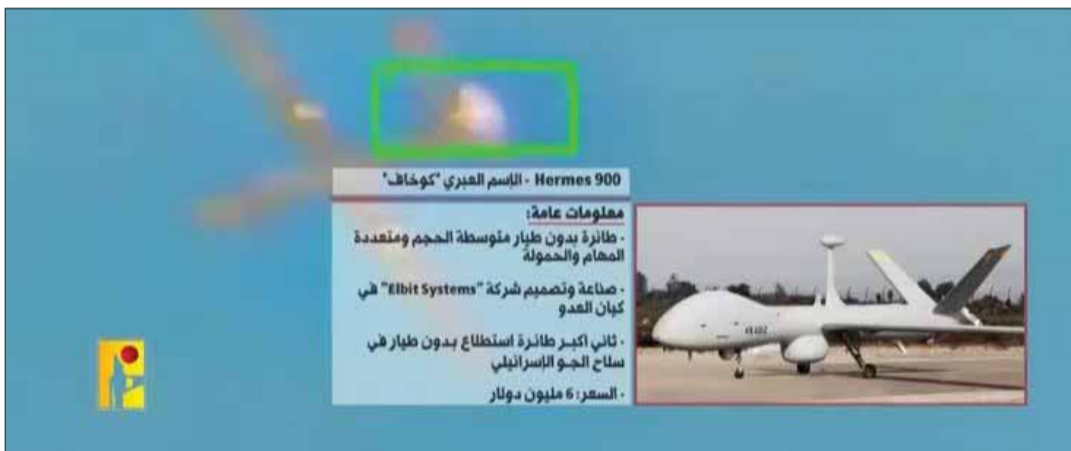 Hermes 900 - الإسم العبري "كوخاف"
معلومات عامة:
- طائرة بدون طيار متوسطة الحجم ومتعددة
المهام والحمولة
- صناعة وتصميم شركة "Elbit Systems" في
كيان العدو
- ثاني أكبر طائرة استطلاع بدون طيار في
سلاح الجو الإسرائيلي
- السعر: 6 مليون دولار